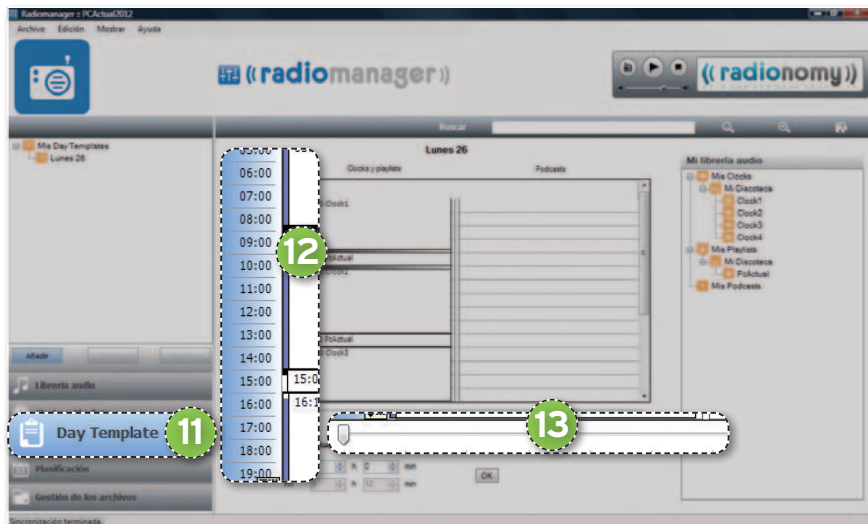 Radiomanager :: PCActual2012
Archivo Edición Mostrar Ayuda
((radiomanager))
((radionomy))
Buscar
Mis Day Templates
Lunes 26
Lunes 26
Clocks y playlists
Podcasts
Mi librería audio
Mis Clocks
Mi Discoteca
Clock1
Clock2
Clock3
Clock4
Mis Playlists
Mi Discoteca
PcActual
Mis Podcasts
06:00
07:00
08:00
09:00
10:00
11:00
12:00
13:00
14:00
15:00
16:00
17:00
18:00
19:00
12
Clock1
PcActual
Clock2
PcActual
Clock3
15:0
16:1
Añadir
Librería audio
Day Template
11
13
Planificación
Gestión de los archivos
h 0 min
h 12 min
OK
Sincronización terminada.